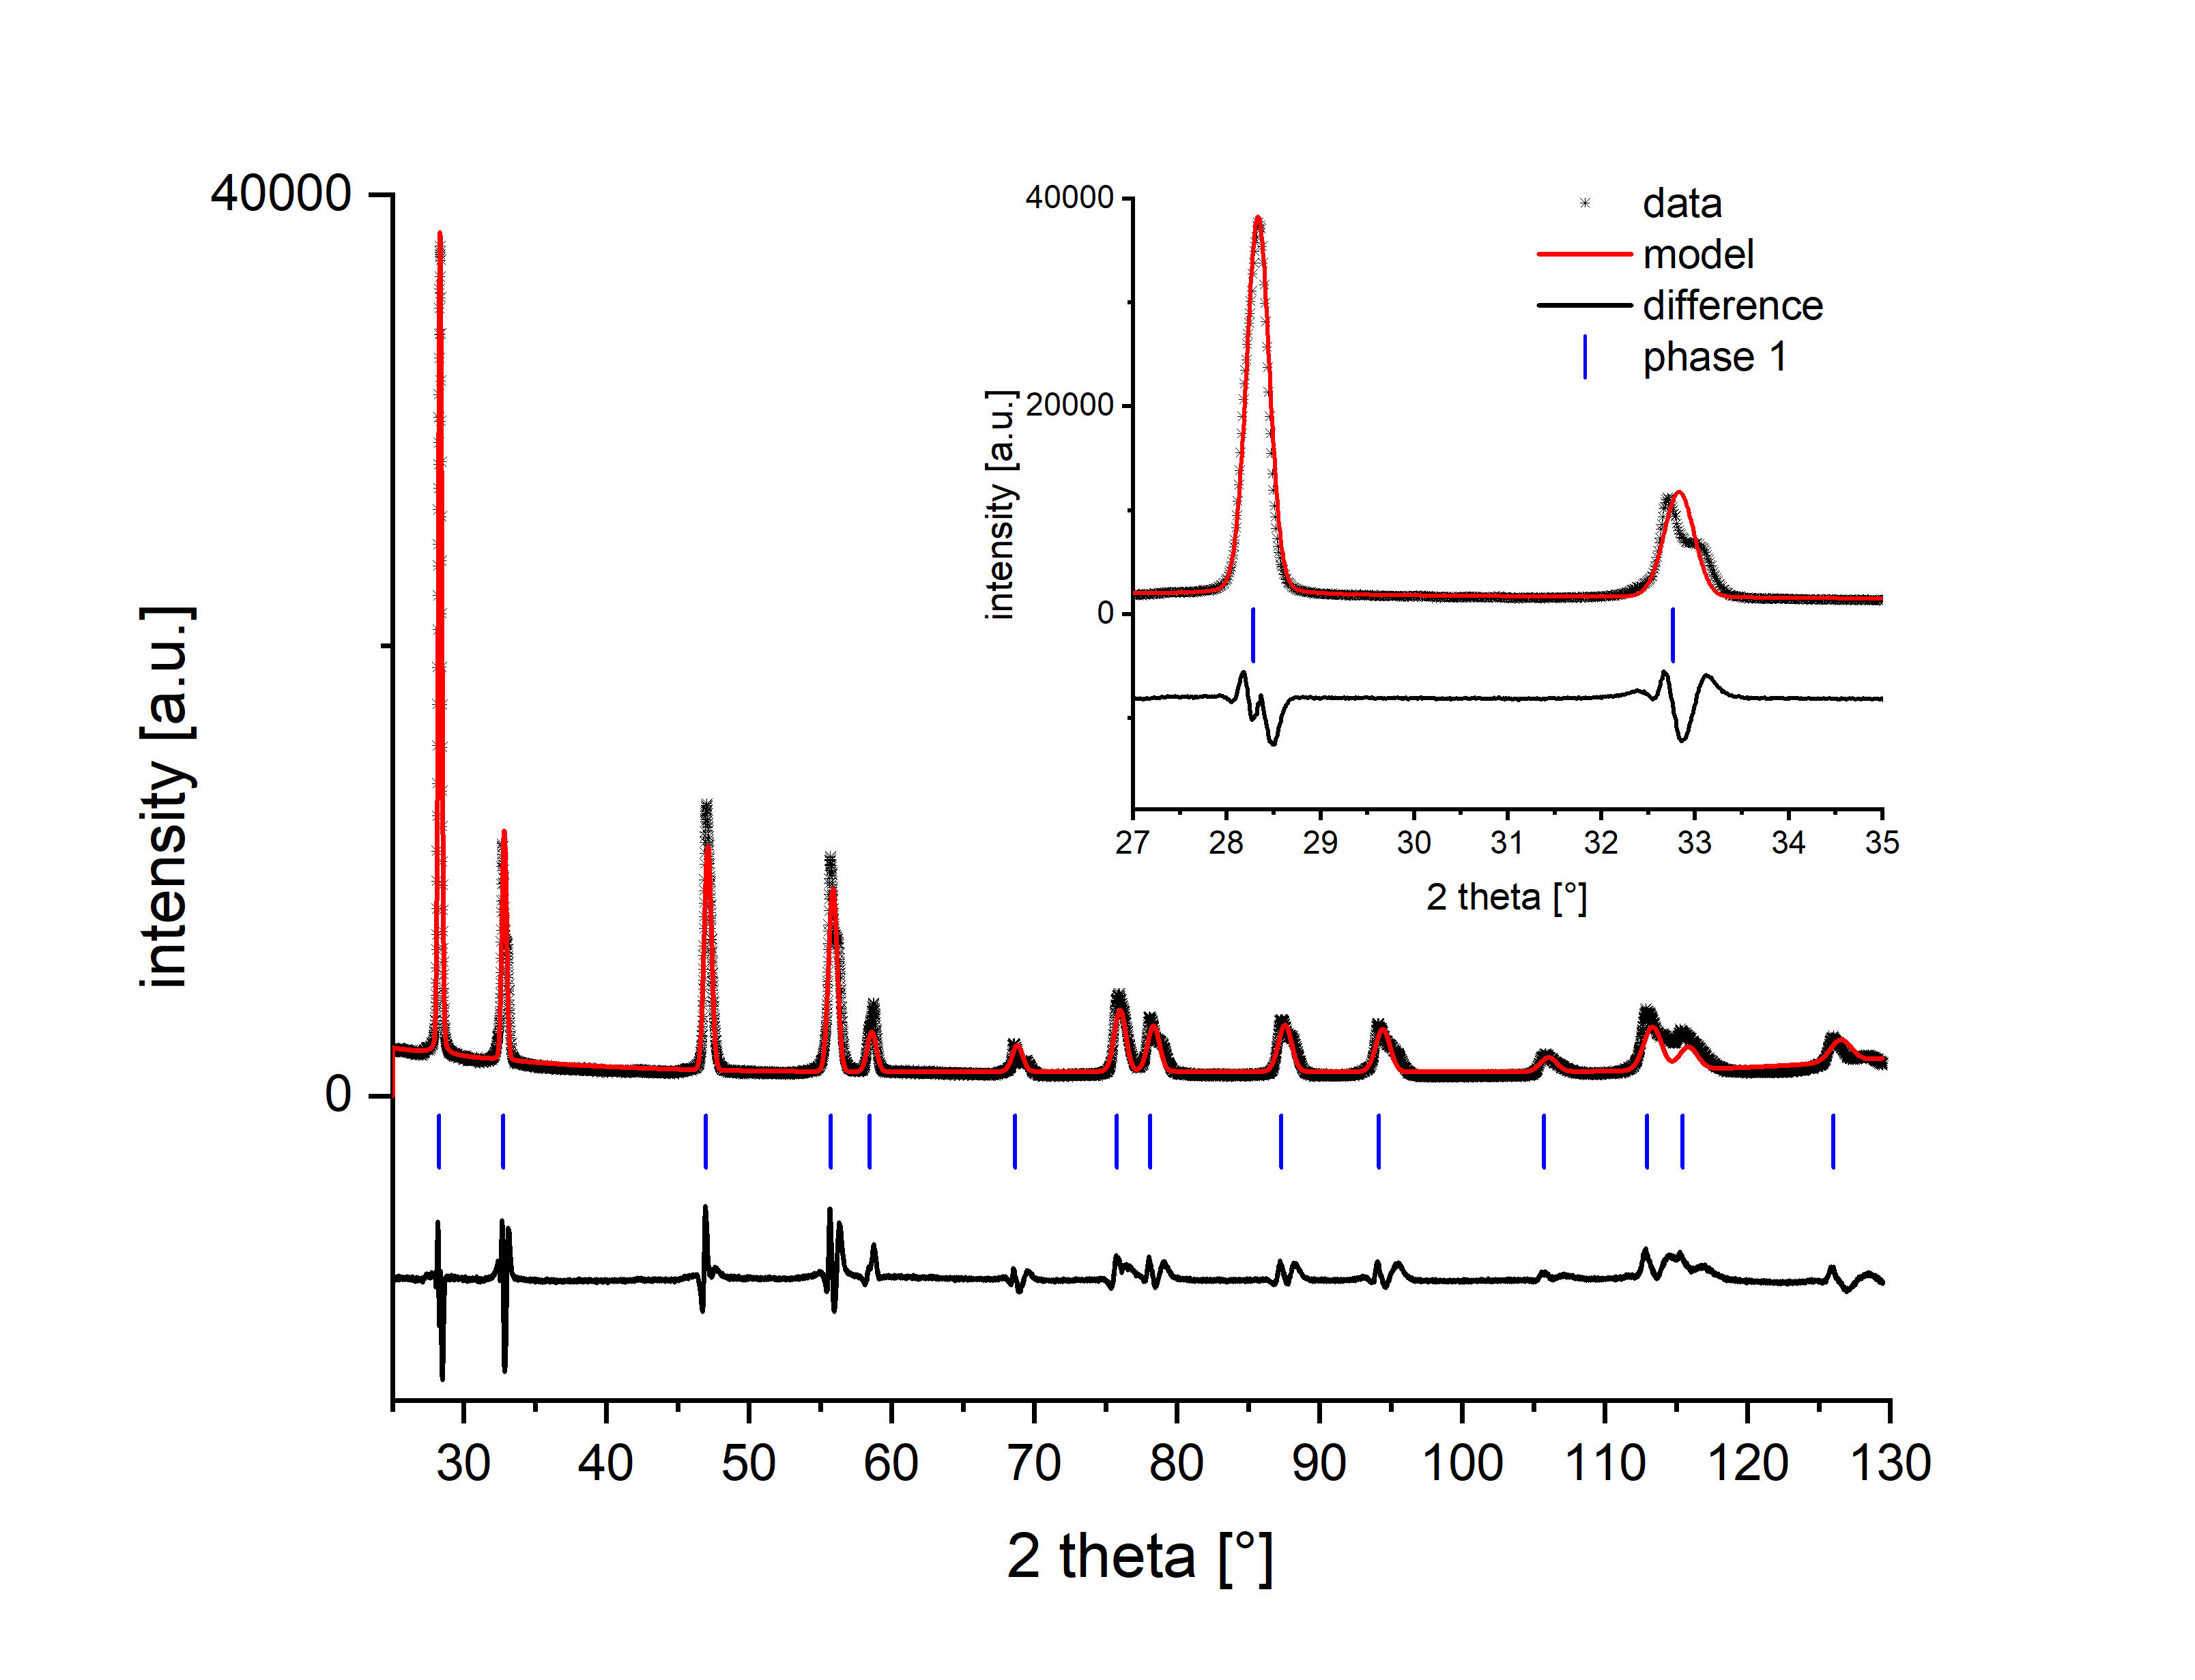 40000
0
intensity [a.u.]
30 40 50 60 70 80 90 100 110 120 130
2 theta [°]
40000
20000
0
intensity [a.u.]
27 28 29 30 31 32 33 34 35
2 theta [°]
data
model
difference
phase 1